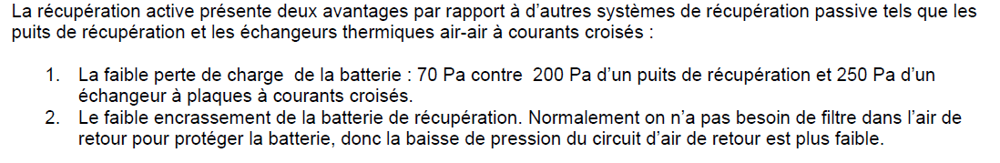 La récupération active présente deux avantages par rapport à d'autres systèmes de récupération passive tels que les
puits de récupération et les échangeurs thermiques air-air à courants croisés :
1. La faible perte de charge  de la batterie : 70 Pa contre  200 Pa d'un puits de récupération et 250 Pa d'un
échangeur à plaques à courants croisés.
2. Le faible encrassement de la batterie de récupération. Normalement on n'a pas besoin de filtre dans l'air de
retour pour protéger la batterie, donc la baisse de pression du circuit d'air de retour est plus faible.